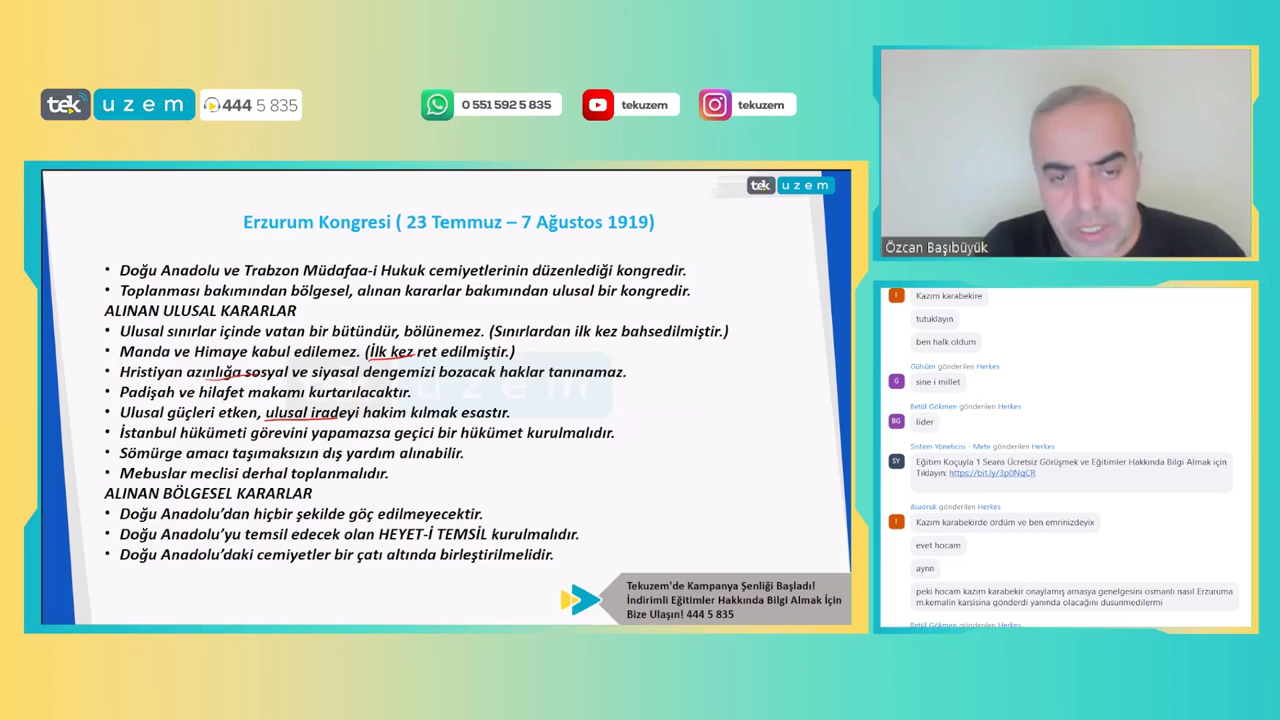 tek uzem 444 5 835
0 551 592 5 835
tekuzem
tekuzem
tek uzem
Erzurum Kongresi ( 23 Temmuz – 7 Ağustos 1919)
• Doğu Anadolu ve Trabzon Müdafaa-i Hukuk cemiyetlerinin düzenlediği kongredir.
• Toplanması bakımından bölgesel, alınan kararlar bakımından ulusal bir kongredir.
ALINAN ULUSAL KARARLAR
• Ulusal sınırlar içinde vatan bir bütündür, bölünemez. (Sınırlardan ilk kez bahsedilmiştir.)
• Manda ve Himaye kabul edilemez. (İlk kez ret edilmiştir.)
• Hristiyan azınlığa sosyal ve siyasal dengemizi bozacak haklar tanınamaz.
• Padişah ve hilafet makamı kurtarılacaktır.
• Ulusal güçleri etken, ulusal iradeyi hakim kılmak esastır.
• İstanbul hükümeti görevini yapamazsa geçici bir hükümet kurulmalıdır.
• Sömürge amacı taşımaksızın dış yardım alınabilir.
• Mebuslar meclisi derhal toplanmalıdır.
ALINAN BÖLGESEL KARARLAR
• Doğu Anadolu’dan hiçbir şekilde göç edilmeyecektir.
• Doğu Anadolu’yu temsil edecek olan HEYET-İ TEMSİL kurulmalıdır.
• Doğu Anadolu’daki cemiyetler bir çatı altında birleştirilmelidir.
Tekuzem'de Kampanya Şenliği Başladı!
İndirimli Eğitimler Hakkında Bilgi Almak İçin
Bize Ulaşın! 444 5 835
Özcan Başıbüyük
I
Kazım karabekire
tutuklayın
ben halk oldum
Gülsüm gönderilen Herkes
G
sine i millet
Betül Gökmen gönderilen Herkes
BG
lider
Sistem Yöneticisi - Mete gönderilen Herkes
SY
Eğitim Koçuyla 1 Seans Ücretsiz Görüşmek ve Eğitimler Hakkında Bilgi Almak için
Tıklayın: https://bit.ly/3p0NqCR
ilsuoruk gönderilen Herkes
I
Kazım karabekirde ördüm ve ben emrinizdeyix
evet hocam
aynn
peki hocam kazım karabekir onaylamış amasya genelgesini osmanlı nasıl Erzuruma
m.kemalin karsisina gönderdi yanında olacağını dusunmedilermi
Betül Gökmen gönderilen Herkes